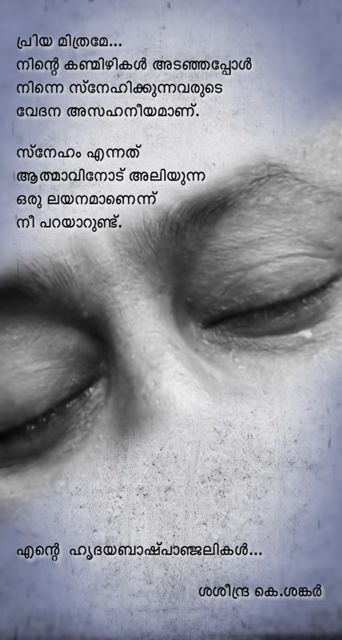 പ്രിയ മിത്രമേ...
നിന്റെ കണ്മിഴികൾ അടഞ്ഞപ്പോൾ
നിന്നെ സ്നേഹിക്കുന്നവരുടെ
വേദന അസഹനീയമാണ്.
സ്നേഹം എന്നത്
ആത്മാവിനോട് അലിയുന്ന
ഒരു ലയനമാണെന്ന്
നീ പറയാറുണ്ട്.
എന്റെ ഹൃദയബാഷ്പാഞ്ജലികൾ...
ശശീന്ദ്ര കെ.ശങ്കർ